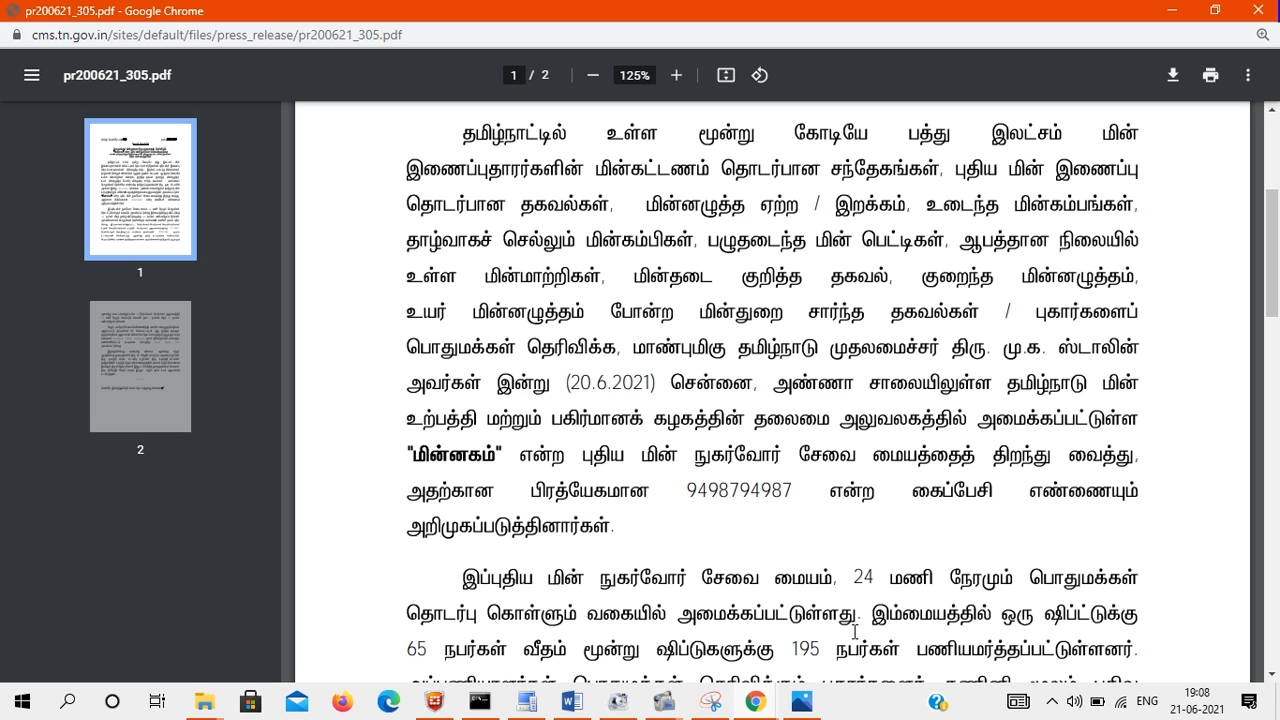 pr200621_305.pdf - Google Chrome
cms.tn.gov.in/sites/default/files/press_release/pr200621_305.pdf
pr200621_305.pdf
1 / 2
125%
தமிழ்நாட்டில் உள்ள மூன்று கோடியே பத்து இலட்சம் மின்
இணைப்புதாரர்களின், மின்கட்டணம் தொடர்பான சந்தேகங்கள், புதிய மின் இணைப்பு
தொடர்பான தகவல்கள், மின்னழுத்த ஏற்ற / இறக்கம், உடைந்த மின்கம்பங்கள்,
தாழ்வாகச் செல்லும் மின்கம்பிகள், பழுதடைந்த மின் பெட்டிகள், ஆபத்தான நிலையில்
உள்ள மின்மாற்றிகள், மின்தடை குறித்த தகவல், குறைந்த மின்னழுத்தம்,
உயர் மின்னழுத்தம் போன்ற மின்துறை சார்ந்த தகவல்கள் / புகார்களைப்
பொதுமக்கள் தெரிவிக்க, மாண்புமிகு தமிழ்நாடு முதலமைச்சர் திரு. மு.க. ஸ்டாலின்
அவர்கள் இன்று (20.6.2021) சென்னை, அண்ணா சாலையிலுள்ள தமிழ்நாடு மின்
உற்பத்தி மற்றும் பகிர்மானக் கழகத்தின் தலைமை அலுவலகத்தில் அமைக்கப்பட்டுள்ள
"மின்னகம்" என்ற புதிய மின் நுகர்வோர் சேவை மையத்தைத் திறந்து வைத்து,
அதற்கான பிரத்யேகமான 9498794987 என்ற கைப்பேசி எண்ணையும்
அறிமுகப்படுத்தினார்கள்.
இப்புதிய மின் நுகர்வோர் சேவை மையம், 24 மணி நேரமும் பொதுமக்கள்
தொடர்பு கொள்ளும் வகையில் அமைக்கப்பட்டுள்ளது. இம்மையத்தில் ஒரு ஷிப்ட்டுக்கு
65 நபர்கள் வீதம் மூன்று ஷிப்டுகளுக்கு 195 நபர்கள் பணியமர்த்தப்பட்டுள்ளனர்.
1
2
ENG
19:08
21-06-2021